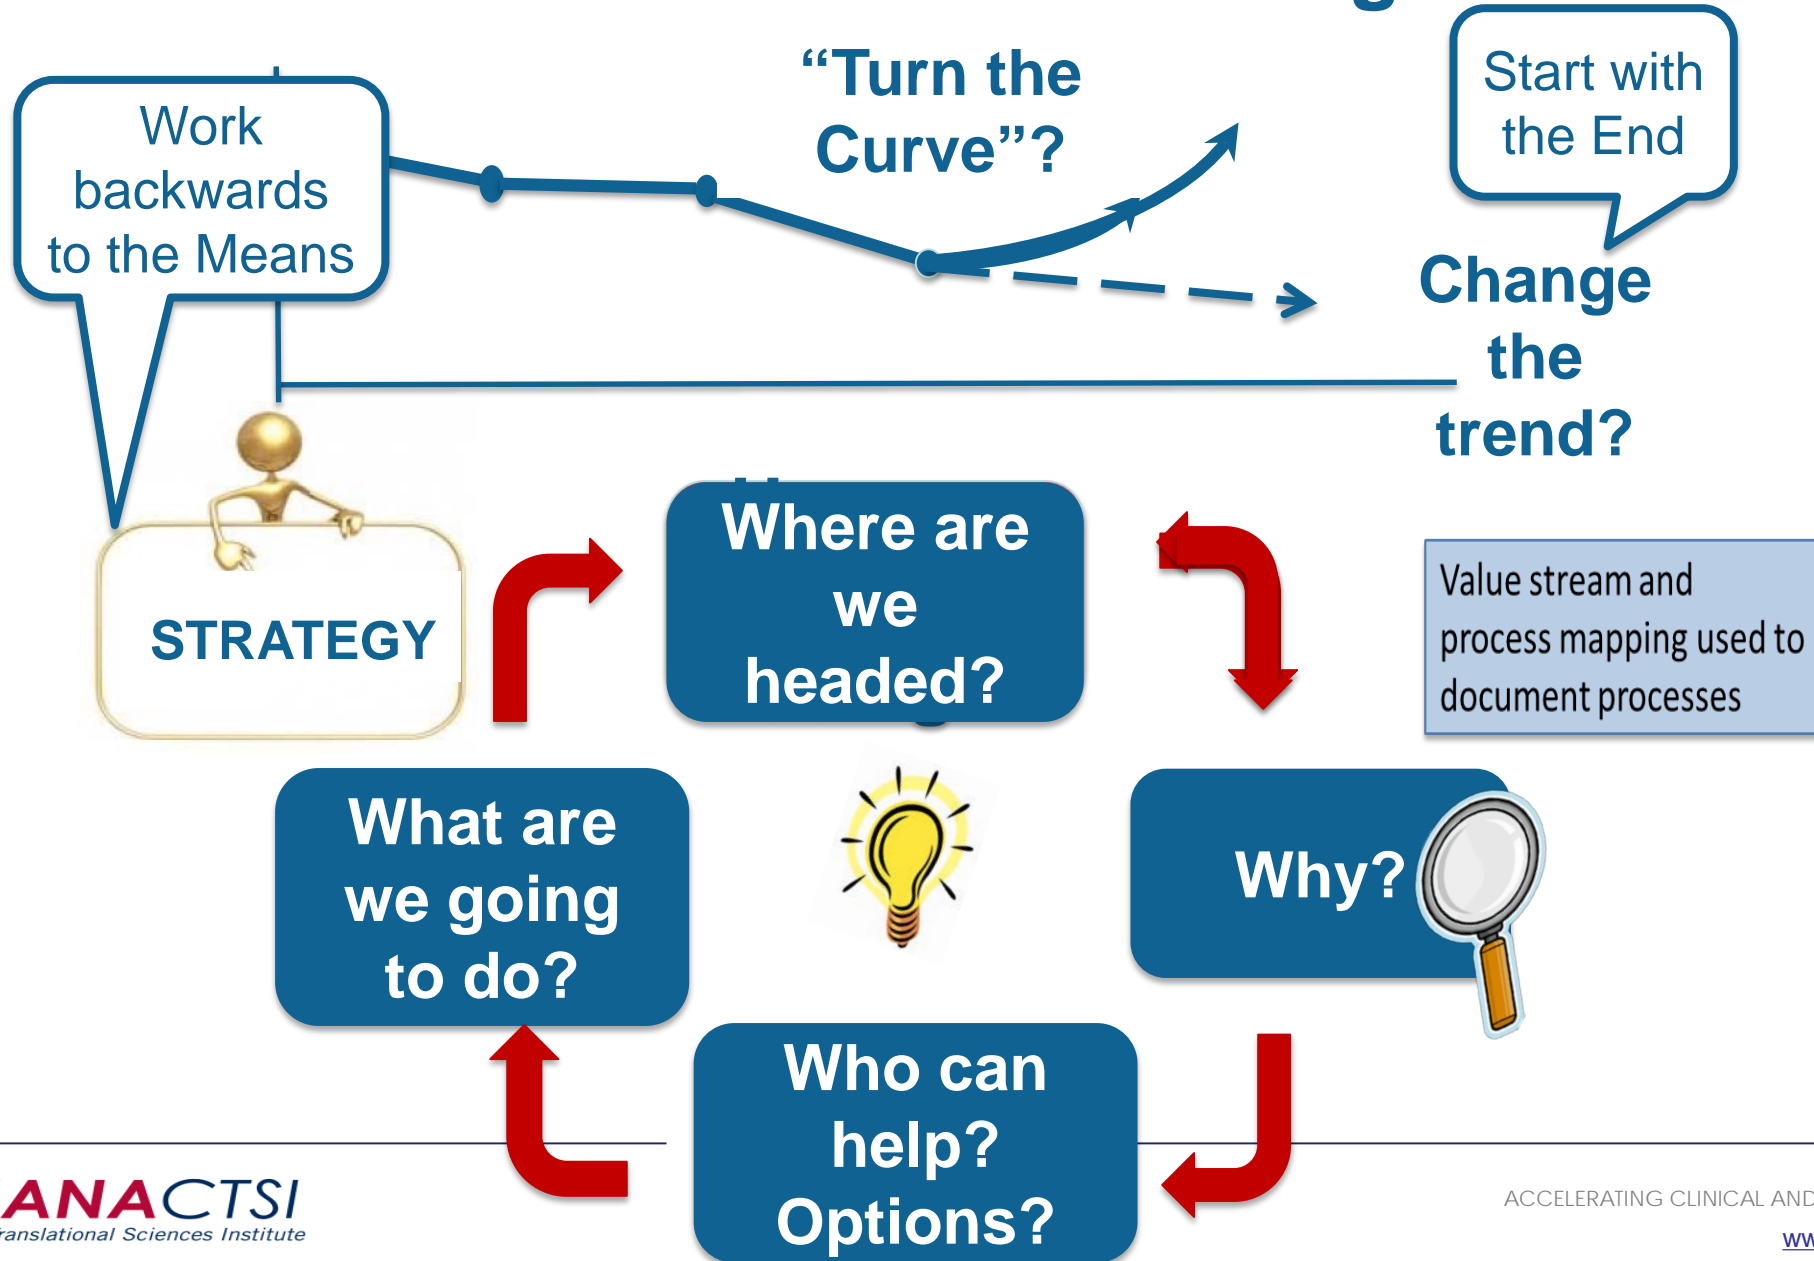 Work
backwards
to the Means
“Turn the
Curve”?
Start with
the End
Change
the
trend?
STRATEGY
Where are
we
headed?
Value stream and
process mapping used to
document processes
What are
we going
to do?
Why?
Who can
help?
Options?
ANACTSI
ranslational Sciences Institute
ACCELERATING CLINICAL AND
ww